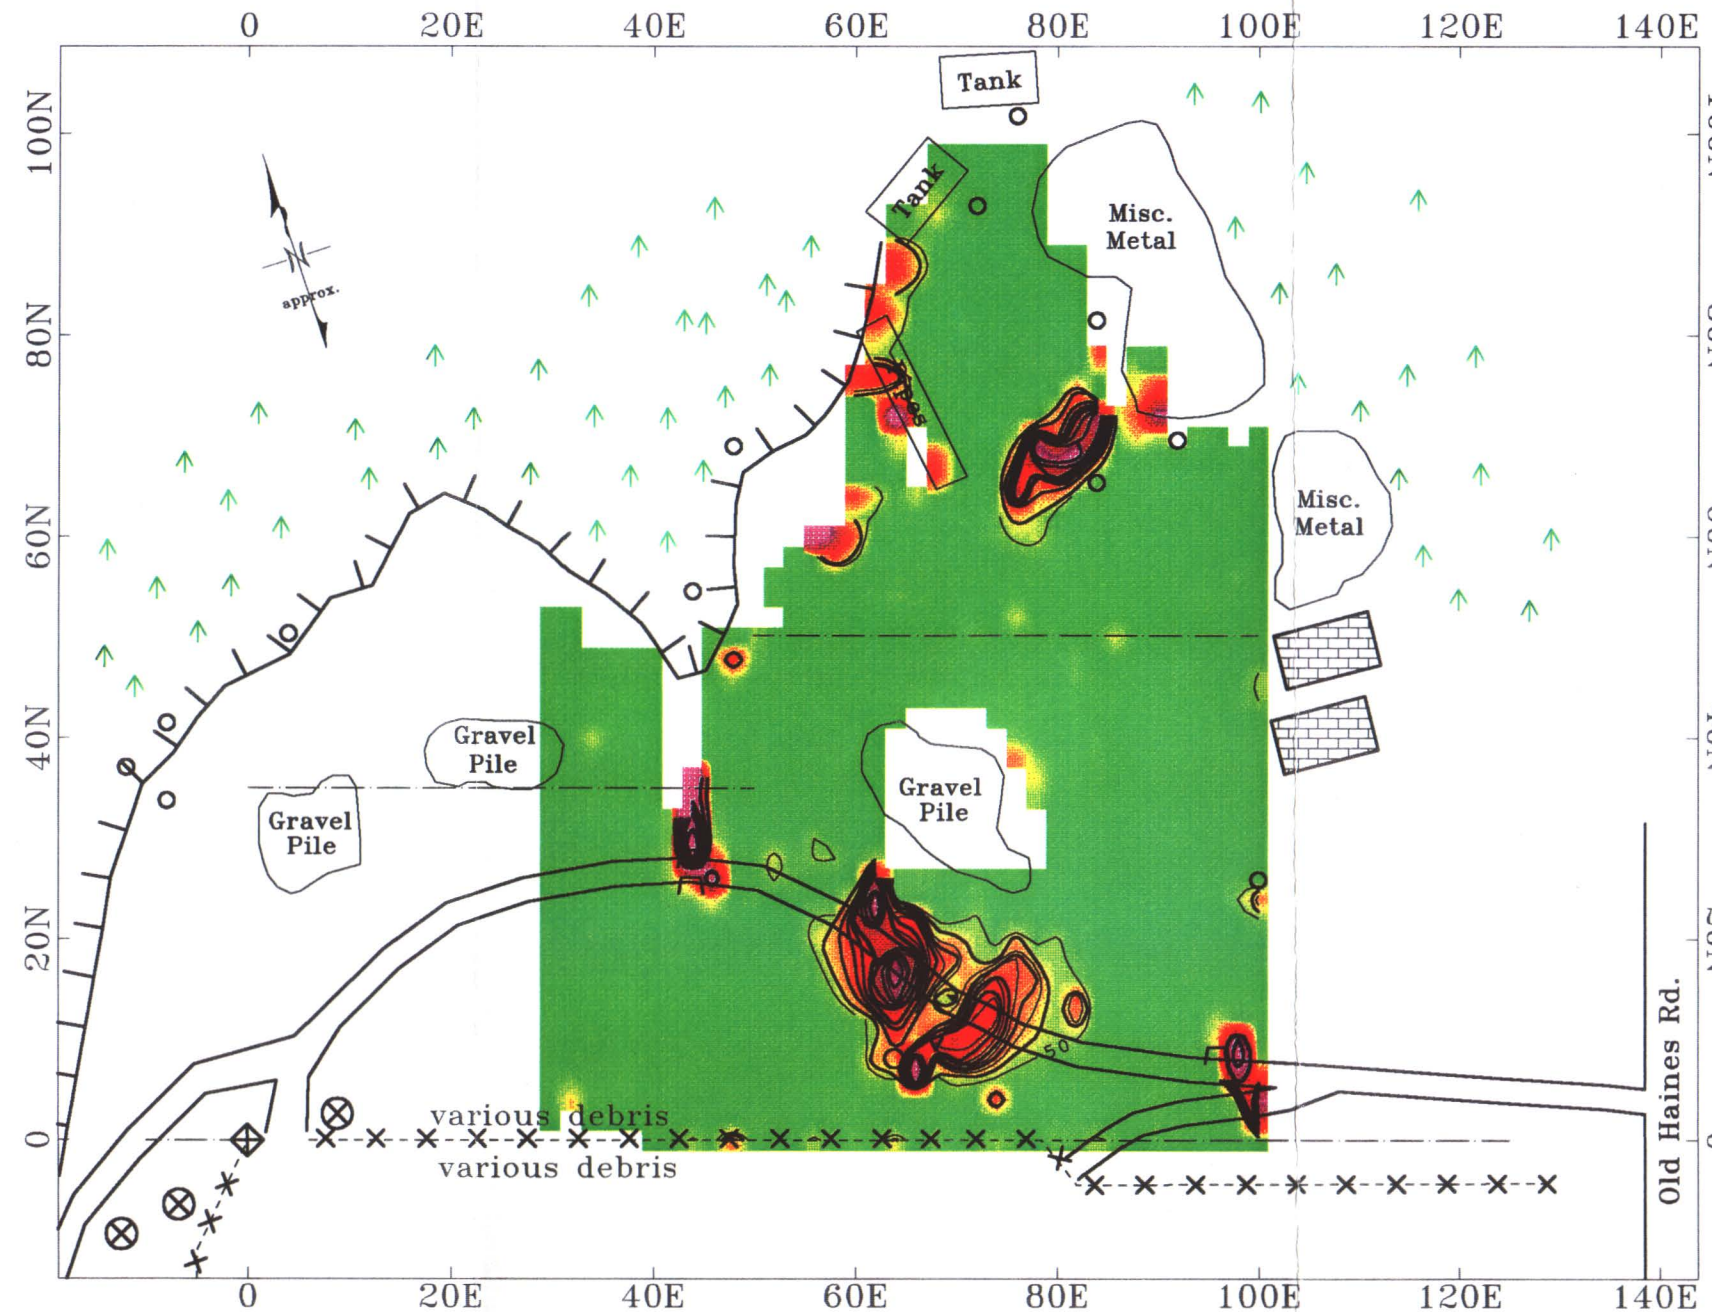 0 20E 40E 60E 80E 100E 120E 140E
Tank
100N
Tank
Misc.
Metal
N
approx.
80N
60N
Misc.
Metal
40N
Gravel
Pile
Gravel
Pile
Gravel
Pile
20N
50
0
various debris
various debris
Old Haines Rd.
0 20E 40E 60E 80E 100E 120E 140E